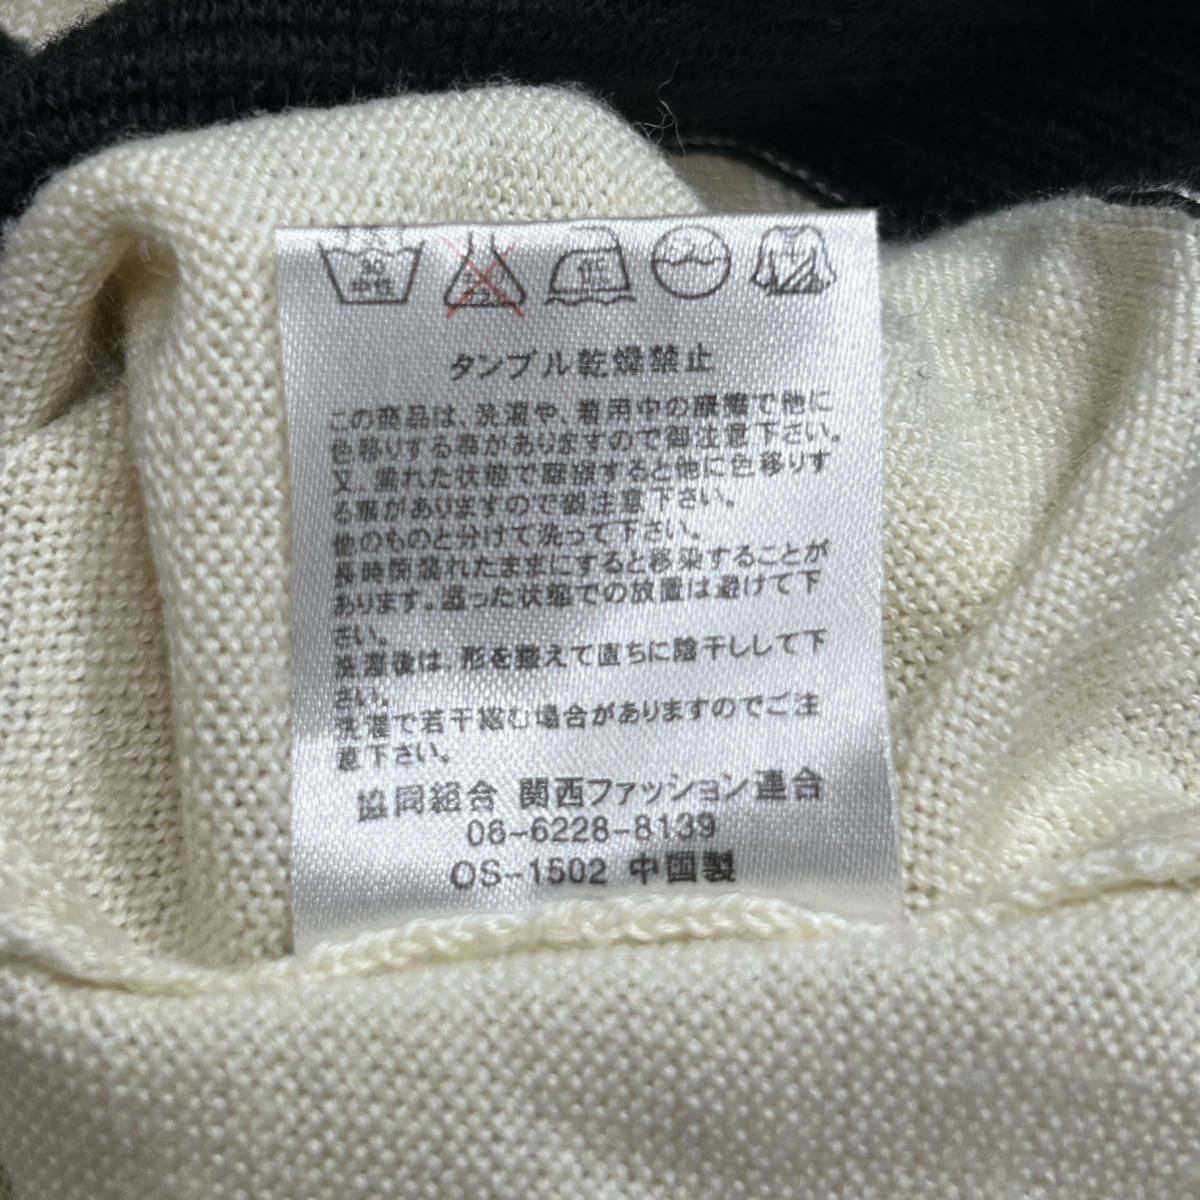 30 中性 低
タンブル乾燥禁止
この商品は、洗濯や、着用中の摩擦で他に
色移りする事がありますので御注意下さい。
又、濡れた状態で摩擦すると他に色移りす
る事がありますので御注意下さい。
他のものと分けて洗って下さい。
長時間濡れたままにすると移染することが
あります。湿った状態での放置は避けて下
さい。
洗濯後は、形を整えて直ちに陰干しして下
さい。
洗濯で若干縮む場合がありますのでご注
意下さい。
協同組合 関西ファッション連合
06-6228-8139
OS-1502 中国製